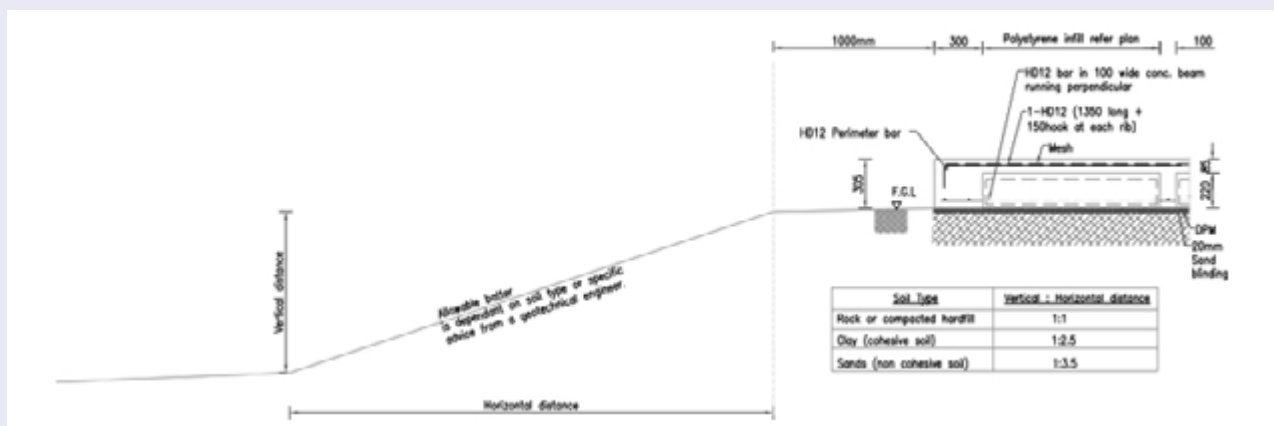 1000mm
300
Polystyrene infill refer plan
100
HD12 bar in 100 wide conc. beam
running perpendicular
1-HD12 (1350 long +
150hook at each rib)
HD12 Perimeter bar
Mesh
305
85
220
F.G.L
DPM
20mm
Sand
blinding
Vertical distance
Allowable batter
is dependant on soil type or specific
advice from a geotechnical engineer.
Horizontal distance
Soil Type Vertical : Horizontal distance
Rock or compacted hardfill 1:1
Clay (cohesive soil) 1:2.5
Sands (non cohesive soil) 1:3.5